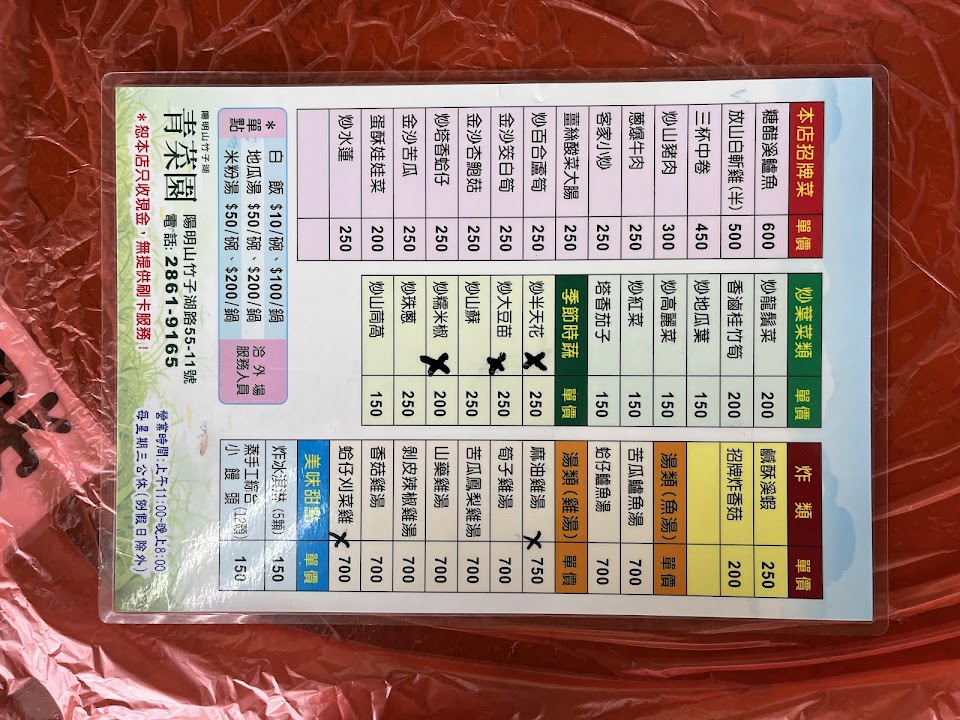 本店招牌菜 單價
糖醋溪鱸魚 600
放山白斬雞(半) 500
三杯中卷 450
炒山豬肉 300
蔥爆牛肉 250
客家小炒 250
薑絲酸菜大腸 250
炒百合蘆筍 250
金沙筊白筍 250
金沙杏鮑菇 250
炒塔香蛤仔 200
金沙苦瓜 250
蛋酥娃娃菜 200
炒水蓮 250
炒葉菜類 單價
炒龍鬚菜 200
香滷桂竹筍 200
炒地瓜葉 150
炒高麗菜 150
炒紅菜 150
塔香茄子 150
季節時蔬 單價
炒半天花 250
炒大豆苗 250
炒山蘇 250
炒糯米椒 200
炒珠蔥 250
炒山茼萵 150
炸類 單價
鹹酥溪蝦 250
招牌炸香菇 200
湯類(魚湯) 單價
苦瓜鱸魚湯 700
蛤仔鱸魚湯 700
湯類(雞湯) 單價
麻油雞湯 750
筍子雞湯 700
苦瓜鳳梨雞湯 700
山藥雞湯 700
剝皮辣椒雞湯 700
香菇雞湯 700
蛤仔刈菜雞 700
美味甜點 單價
炸冰淇淋(5顆) 150
蒸手工綜合
小饅頭(12顆) 150
*單點
白飯 $10/碗、$100/鍋
地瓜湯 $50/碗、$200/鍋
米粉湯 $50/碗、$200/鍋
洽外場
服務人員
陽明山竹子湖
青菜園
陽明山竹子湖路55-11號
電話:2861-9165
營業時間:上午11:00~晚上8:00
每星期三公休(例假日除外)
*恕本店只收現金，無提供刷卡服務！